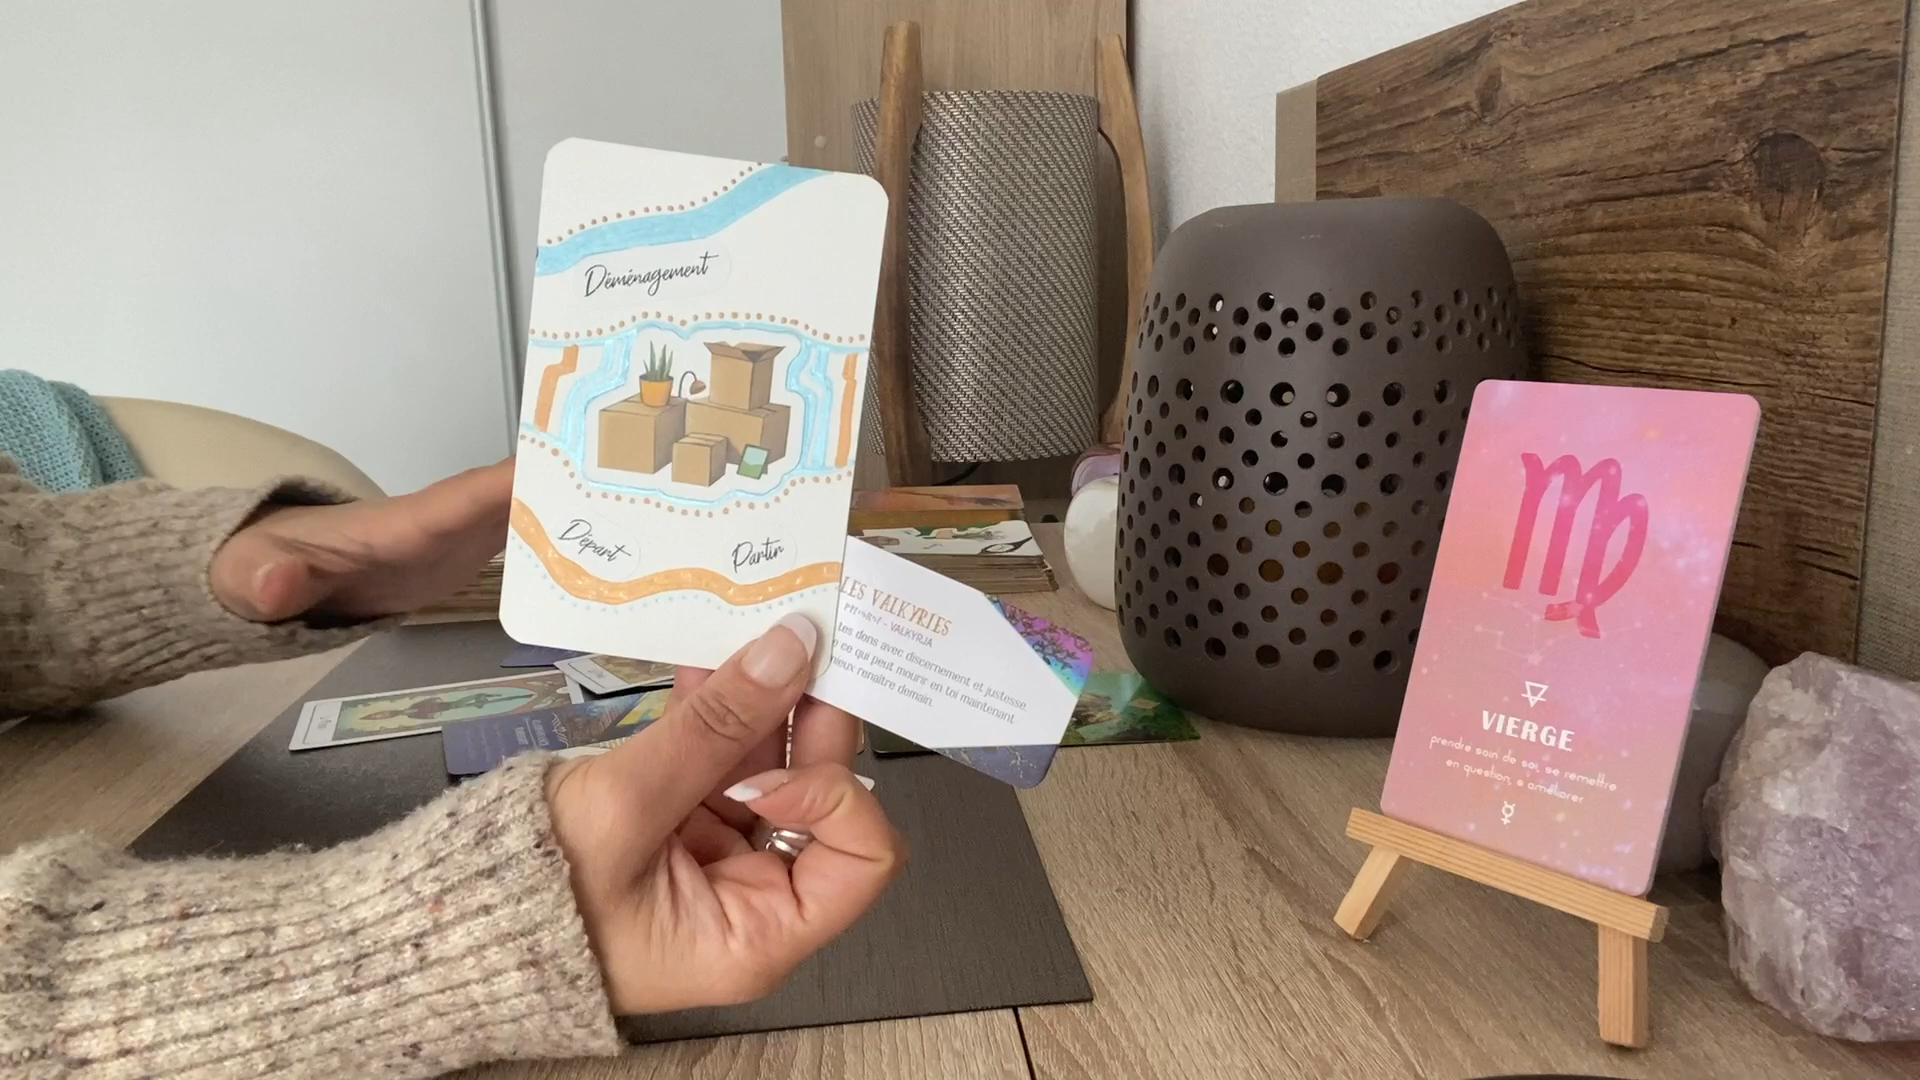 Déménagement
Départ
Partir
LES VALKYRIES
- VALKYRJA
tes dons avec discernement et justesse.
ce qui peut mourir en toi maintenant
mieux renaître demain.
VIERGE
prendre soin de soi, se remettre
en question, s'améliorer